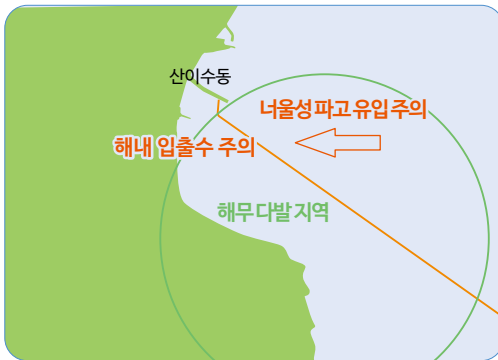 산이수동
너울성 파고 유입 주의
해내 입출수 주의
해무 다발 지역